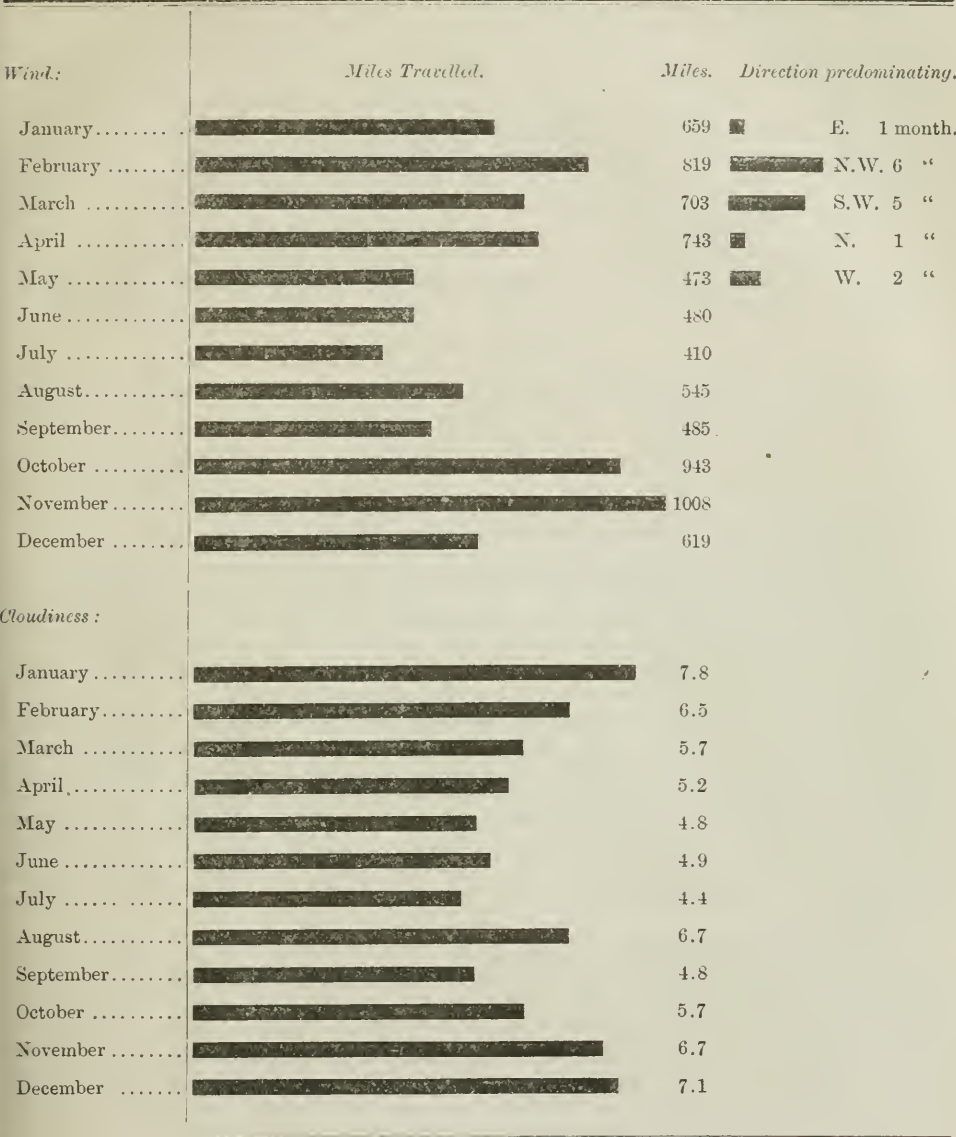 Wind: Miles Travelled. Miles. Direction predominating.
January........ . 659 E. 1 month.
February ......... 819 N.W. 6 “
March .......... 703 S.W. 5 “
April ........... 743 N. 1 “
May ............ 473 W. 2 “
June ............. 480
July ............ 410
August........... 545
September........ 485
October .......... 943
November........ 1008
December ........ 619
Cloudiness :
January.......... 7.8
February......... 6.5
March .......... 5.7
April............ 5.2
May ............ 4.8
June............. 4.9
July ...... ...... 4.4
August........... 6.7
September........ 4.8
October .......... 5.7
November ........ 6.7
December ....... 7.1